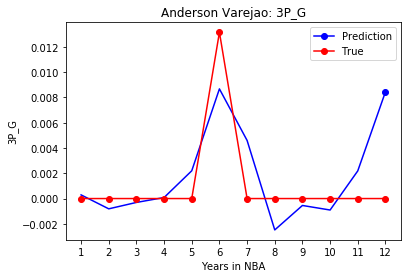 Anderson Varejao: 3P_G
Prediction
True
0.012
0.010
0.008
0.006
0.004
0.002
0.000
−0.002
3P_G
1 2 3 4 5 6 7 8 9 10 11 12
Years in NBA